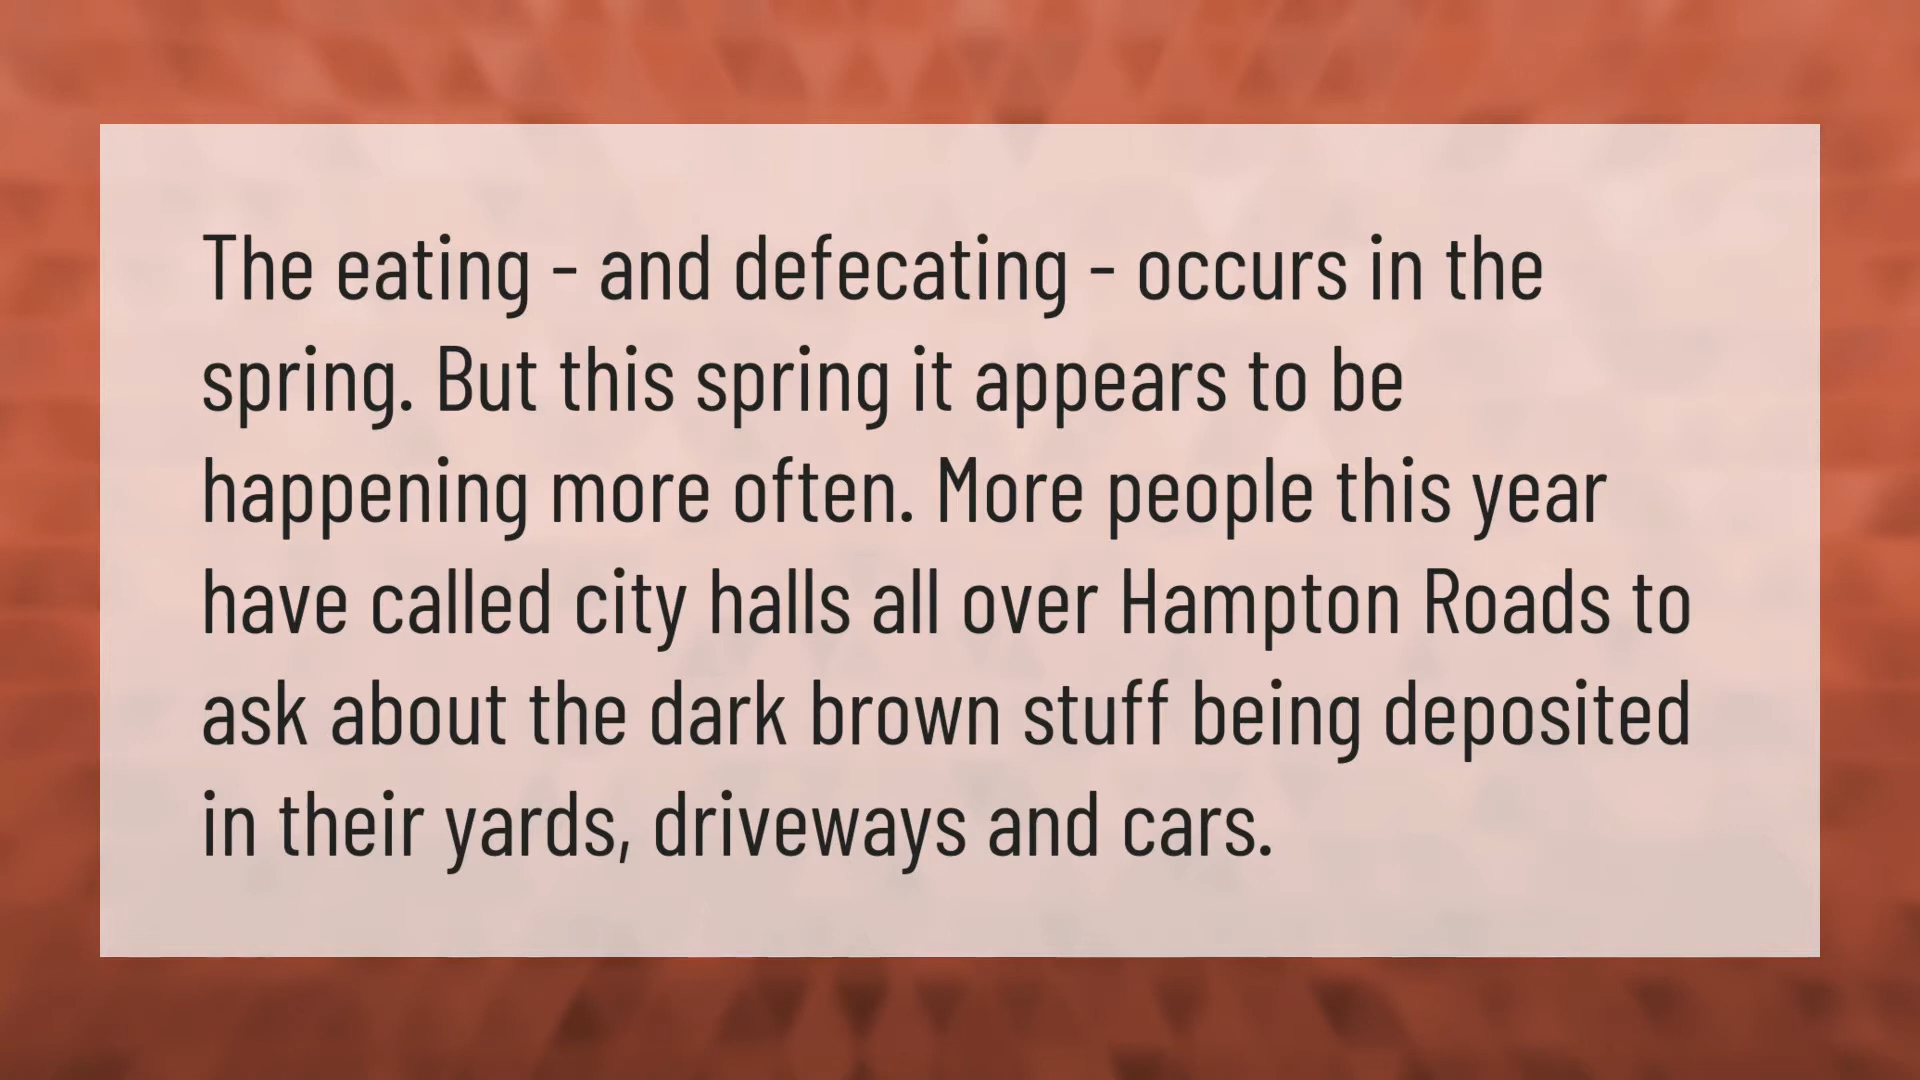 The eating - and defecating - occurs in the
spring. But this spring it appears to be
happening more often. More people this year
have called city halls all over Hampton Roads to
ask about the dark brown stuff being deposited
in their yards, driveways and cars.